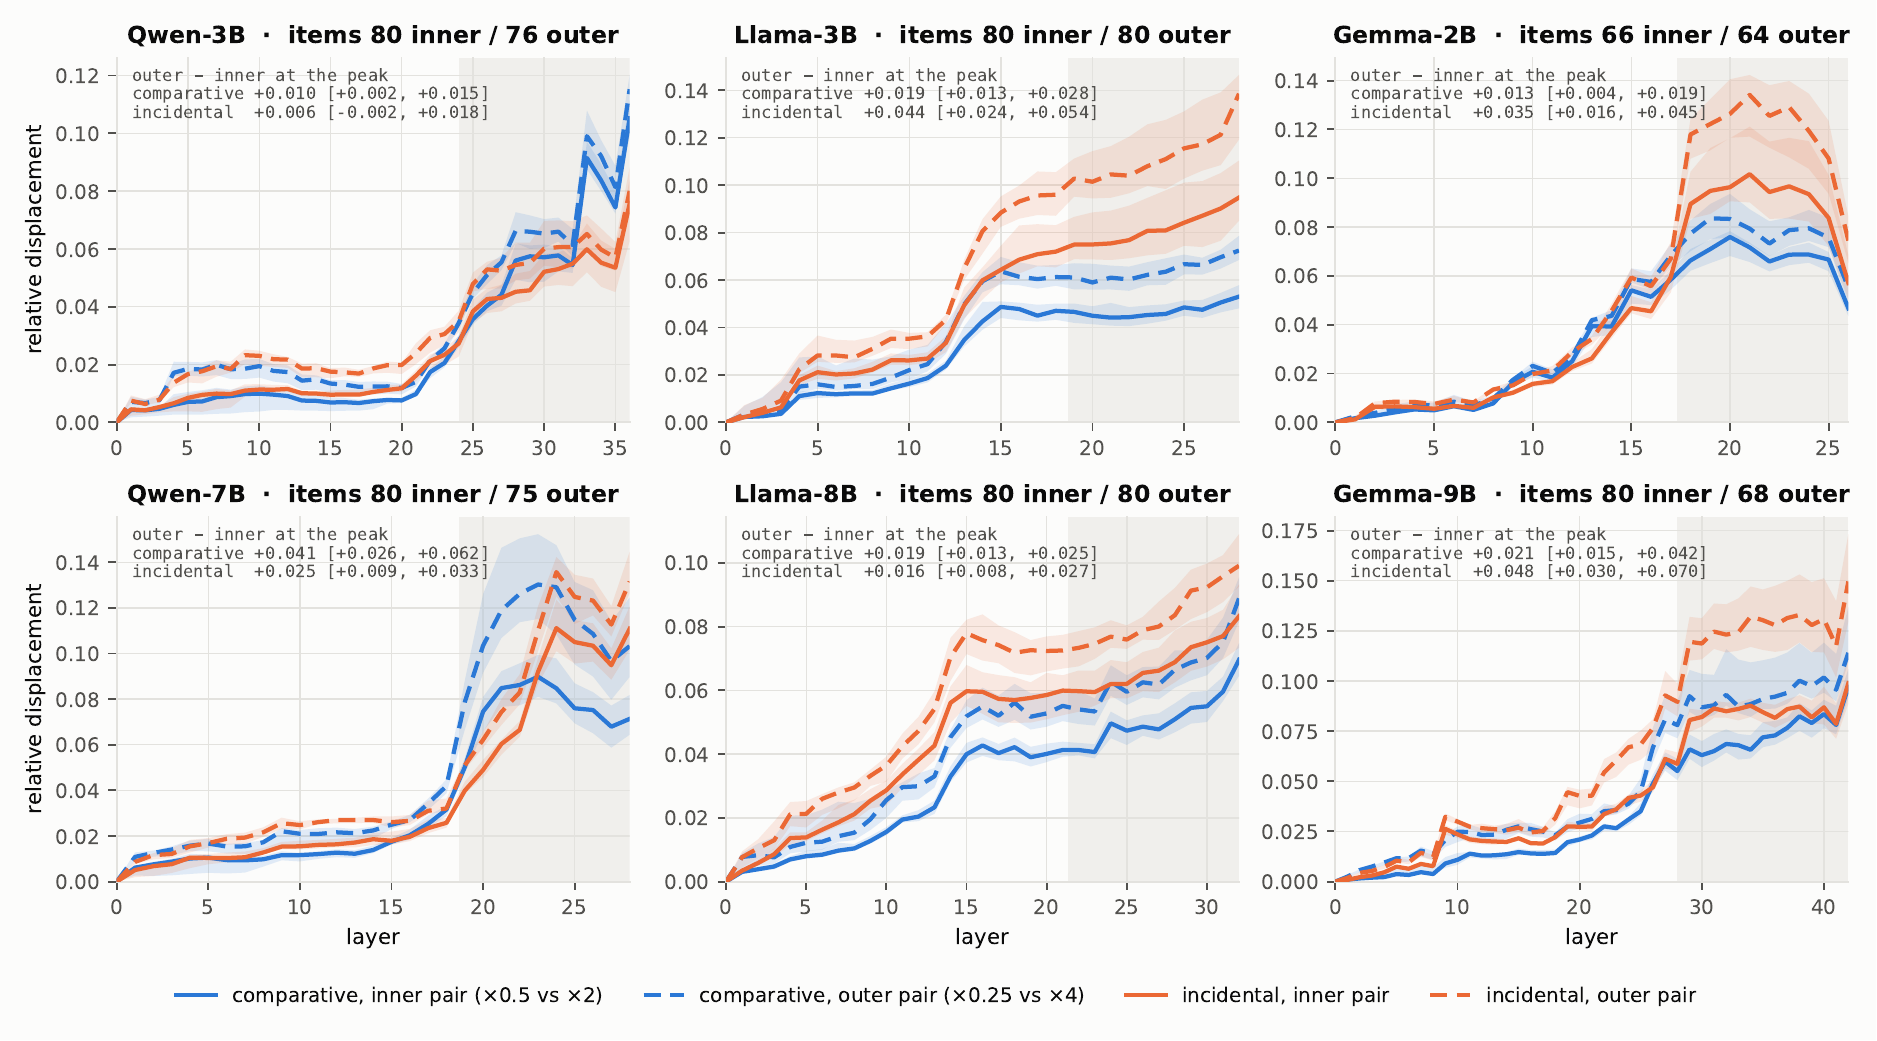 Qwen-3B · items 80 inner / 76 outer
outer − inner at the peak
comparative +0.010 [+0.002, +0.015]
incidental +0.006 [-0.002, +0.018]
0.12
0.10
0.08
0.06
0.04
0.02
0.00
relative displacement
0 5 10 15 20 25 30 35
Llama-3B · items 80 inner / 80 outer
outer − inner at the peak
comparative +0.019 [+0.013, +0.028]
incidental +0.044 [+0.024, +0.054]
0.14
0.12
0.10
0.08
0.06
0.04
0.02
0.00
0 5 10 15 20 25
Gemma-2B · items 66 inner / 64 outer
outer − inner at the peak
comparative +0.013 [+0.004, +0.019]
incidental +0.035 [+0.016, +0.045]
0.14
0.12
0.10
0.08
0.06
0.04
0.02
0.00
0 5 10 15 20 25
Qwen-7B · items 80 inner / 75 outer
outer − inner at the peak
comparative +0.041 [+0.026, +0.062]
incidental +0.025 [+0.009, +0.033]
0.14
0.12
0.10
0.08
0.06
0.04
0.02
0.00
relative displacement
0 5 10 15 20 25
layer
Llama-8B · items 80 inner / 80 outer
outer − inner at the peak
comparative +0.019 [+0.013, +0.025]
incidental +0.016 [+0.008, +0.027]
0.10
0.08
0.06
0.04
0.02
0.00
0 5 10 15 20 25 30
layer
Gemma-9B · items 80 inner / 68 outer
outer − inner at the peak
comparative +0.021 [+0.015, +0.042]
incidental +0.048 [+0.030, +0.070]
0.175
0.150
0.125
0.100
0.075
0.050
0.025
0.000
0 10 20 30 40
layer
comparative, inner pair (×0.5 vs ×2)
comparative, outer pair (×0.25 vs ×4)
incidental, inner pair
incidental, outer pair